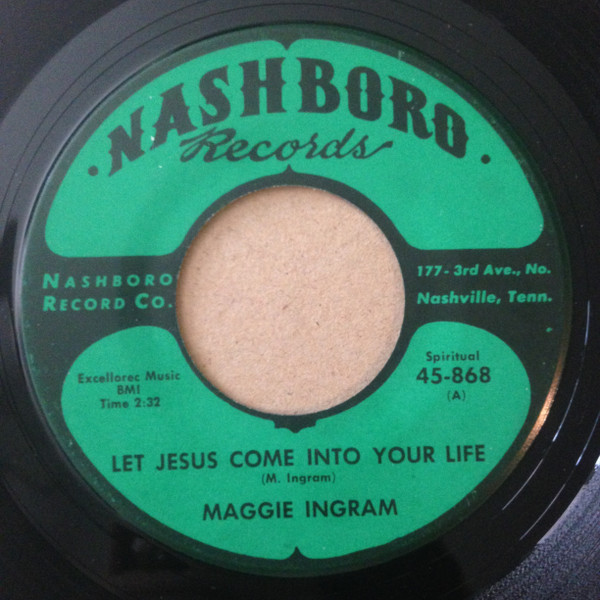 · NASHBORO ·
Records
NASHBORO
RECORD CO.
177 - 3rd Ave., No.
Nashville, Tenn.
Excellorec Music
BMI
Time 2:32
Spiritual
45-868
(A)
LET JESUS COME INTO YOUR LIFE
(M. Ingram)
MAGGIE INGRAM